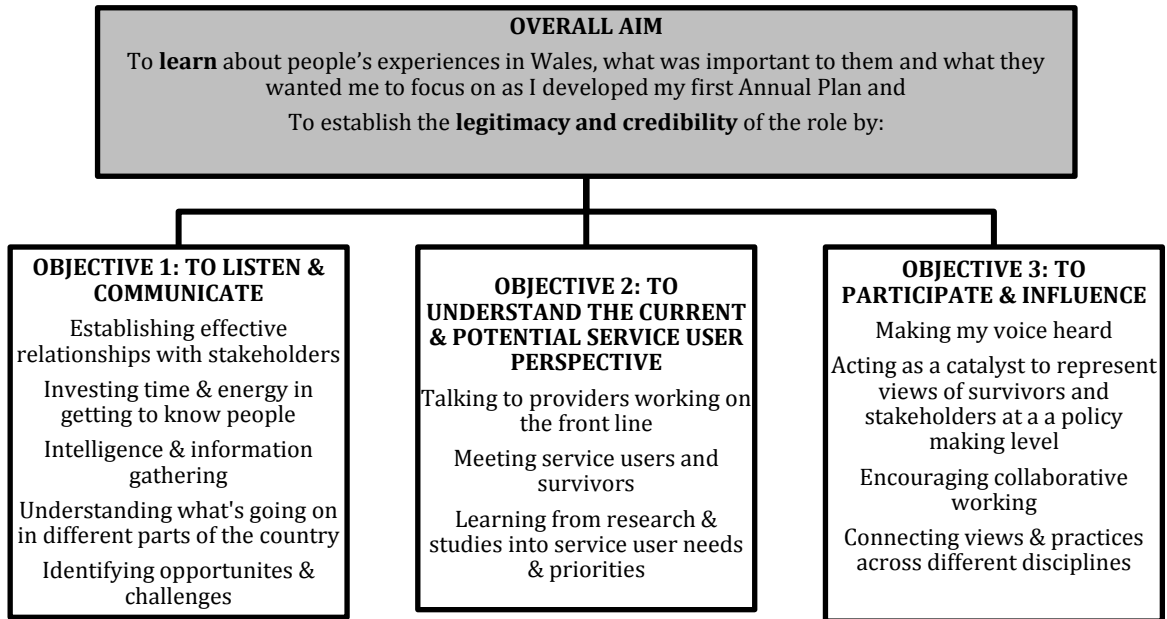 OVERALL AIM
To learn about people’s experiences in Wales, what was important to them and what they
wanted me to focus on as I developed my first Annual Plan and
To establish the legitimacy and credibility of the role by:
OBJECTIVE 1: TO LISTEN &
COMMUNICATE
Establishing effective
relationships with stakeholders
Investing time & energy in
getting to know people
Intelligence & information
gathering
Understanding what's going on
in different parts of the country
Identifying opportunites &
challenges
OBJECTIVE 2: TO
UNDERSTAND THE CURRENT
& POTENTIAL SERVICE USER
PERSPECTIVE
Talking to providers working on
the front line
Meeting service users and
survivors
Learning from research &
studies into service user needs
& priorities
OBJECTIVE 3: TO
PARTICIPATE & INFLUENCE
Making my voice heard
Acting as a catalyst to represent
views of survivors and
stakeholders at a a policy
making level
Encouraging collaborative
working
Connecting views & practices
across different disciplines